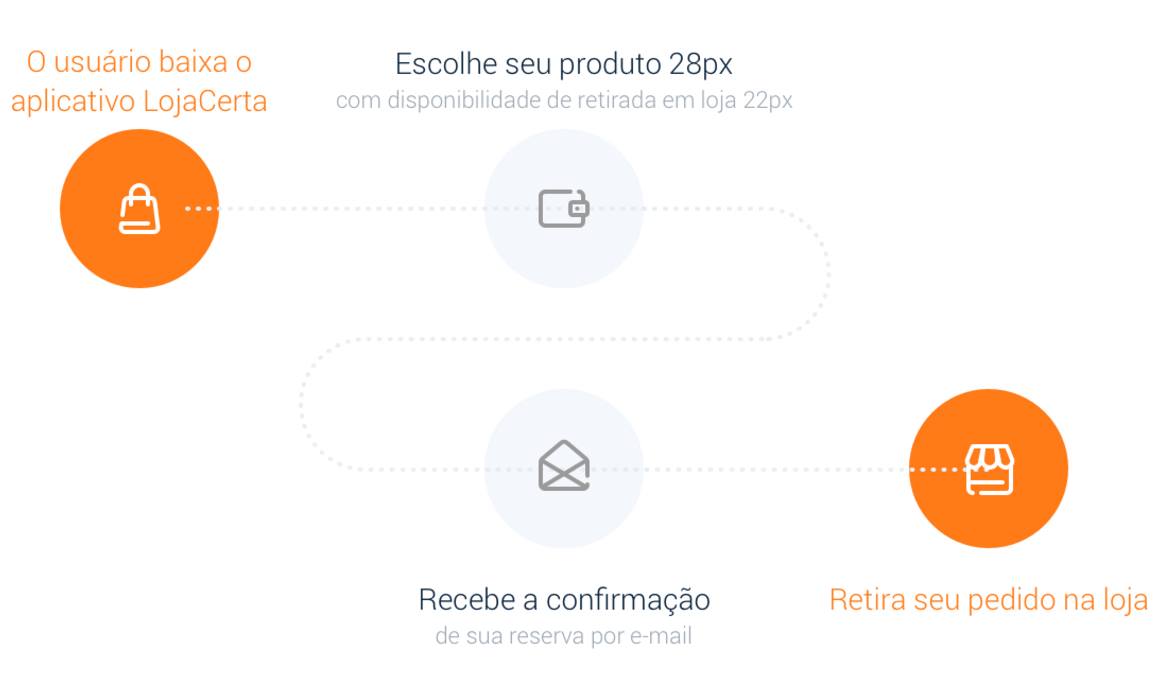 O usuário baixa o
aplicativo LojaCerta
Escolhe seu produto 28px
com disponibilidade de retirada em loja 22px
Recebe a confirmação
de sua reserva por e-mail
Retira seu pedido na loja